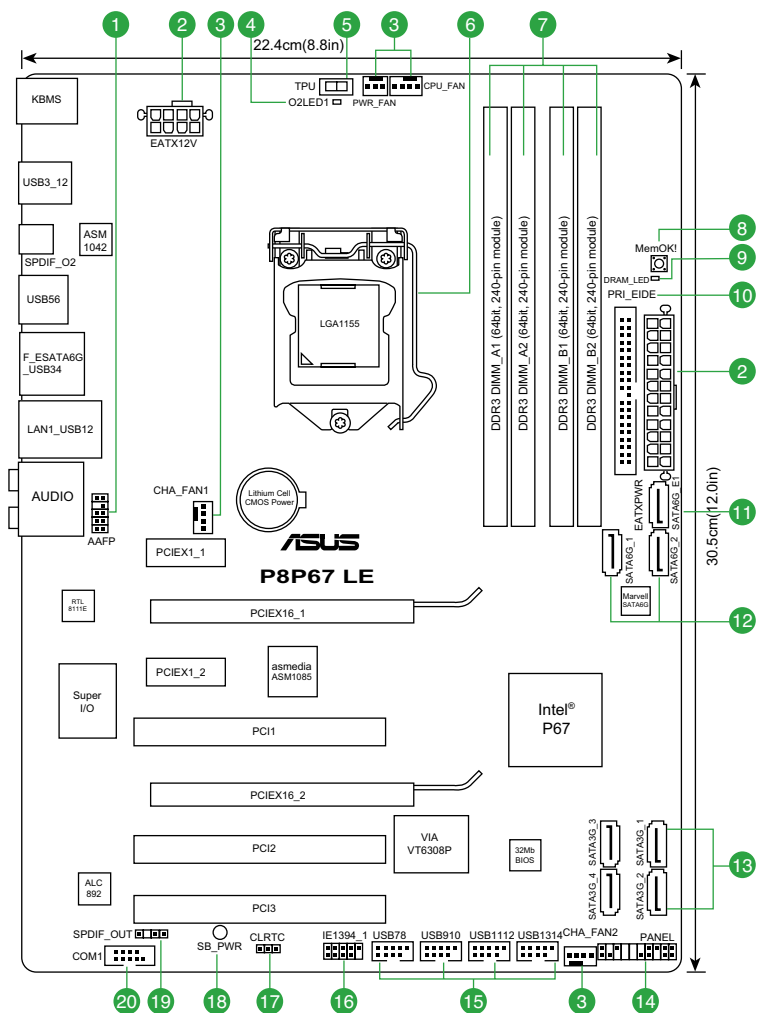 1 2 3 4 5 3 6 7
22.4cm(8.8in)
TPU
CPU_FAN
O2LED1
PWR_FAN
KBMS
EATX12V
USB3_12
ASM
1042
SPDIF_O2
USB56
F_ESATA6G
_USB34
LAN1_USB12
AUDIO
AAFP
LGA1155
DDR3 DIMM_A1 (64bit, 240-pin module)
DDR3 DIMM_A2 (64bit, 240-pin module)
DDR3 DIMM_B1 (64bit, 240-pin module)
DDR3 DIMM_B2 (64bit, 240-pin module)
MemOK!
8
DRAM_LED
9
PRI_EIDE
10
2
EATXPWR
SATA6G_E1
11
30.5cm(12.0in)
SATA6G_1
SATA6G_2
Marvell
SATA6G
12
3
CHA_FAN1
Lithium Cell
CMOS Power
ASUS
P8P67 LE
PCIEX1_1
RTL
8111E
PCIEX16_1
PCIEX1_2
asmedia
ASM1085
Super
I/O
Intel®
P67
PCI1
PCIEX16_2
VIA
VT6308P
32Mb
BIOS
SATA3G_3
SATA3G_1
SATA3G_4
SATA3G_2
13
PCI2
ALC
892
PCI3
SPDIF_OUT
SB_PWR
CLRTC
IE1394_1
USB78
USB910
USB1112
USB1314
CHA_FAN2
PANEL
COM1
20 19 18 17 16 15 3 14